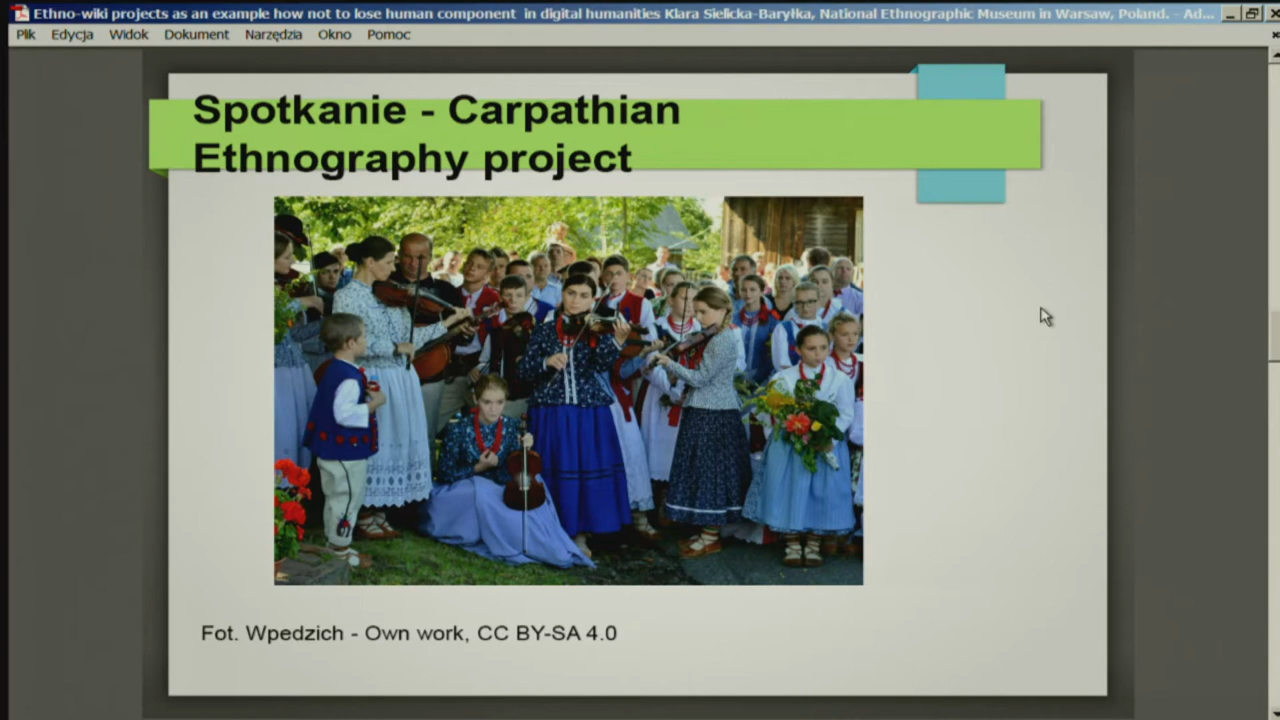 Ethno-wiki projects as an example how not to lose human component in digital humanities Klara Sielicka-Baryłka, National Ethnographic Museum in Warsaw, Poland. - Ad...
Plik Edycja Widok Dokument Narzędzia Okno Pomoc
Spotkanie - Carpathian
Ethnography project
Fot. Wpedzich - Own work, CC BY-SA 4.0